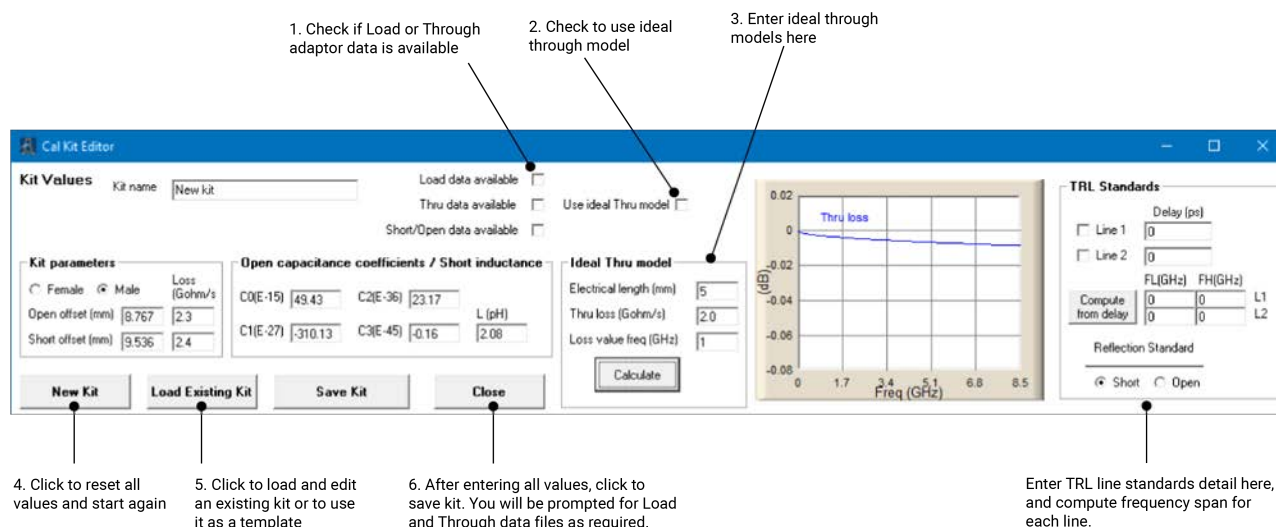 1. Check if Load or Through
adaptor data is available
2. Check to use ideal
through model
3. Enter ideal through
models here
Cal Kit Editor
Kit Values
Kit name
New kit
Load data available
Thru data available
Short/Open data available
Use ideal Thru model
Kit parameters
Female
Male
Loss
(Gohm/s
Open offset (mm)
8.767
2.3
Short offset (mm)
9.536
2.4
Open capacitance coefficients / Short inductance
C0(E-15)
49.43
C2(E-36)
23.17
L (pH)
C1(E-27)
-310.13
C3(E-45)
-0.16
2.08
Ideal Thru model
Electrical length (mm)
5
Thru loss (Gohm/s)
2.0
Loss value freq (GHz)
1
Calculate
New Kit
Load Existing Kit
Save Kit
Close
0.02
0
-0.02
-0.04
-0.06
-0.08
(dB)
Thru loss
0
1.7
3.4
5.1
6.8
8.5
Freq (GHz)
TRL Standards
Delay (ps)
Line 1
0
Line 2
0
FL(GHz)
FH(GHz)
Compute
from delay
0
0
L1
0
0
L2
Reflection Standard
Short
Open
4. Click to reset all
values and start again
5. Click to load and edit
an existing kit or to use
it as a template
6. After entering all values, click to
save kit. You will be prompted for Load
and Through data files as required.
Enter TRL line standards detail here,
and compute frequency span for
each line.